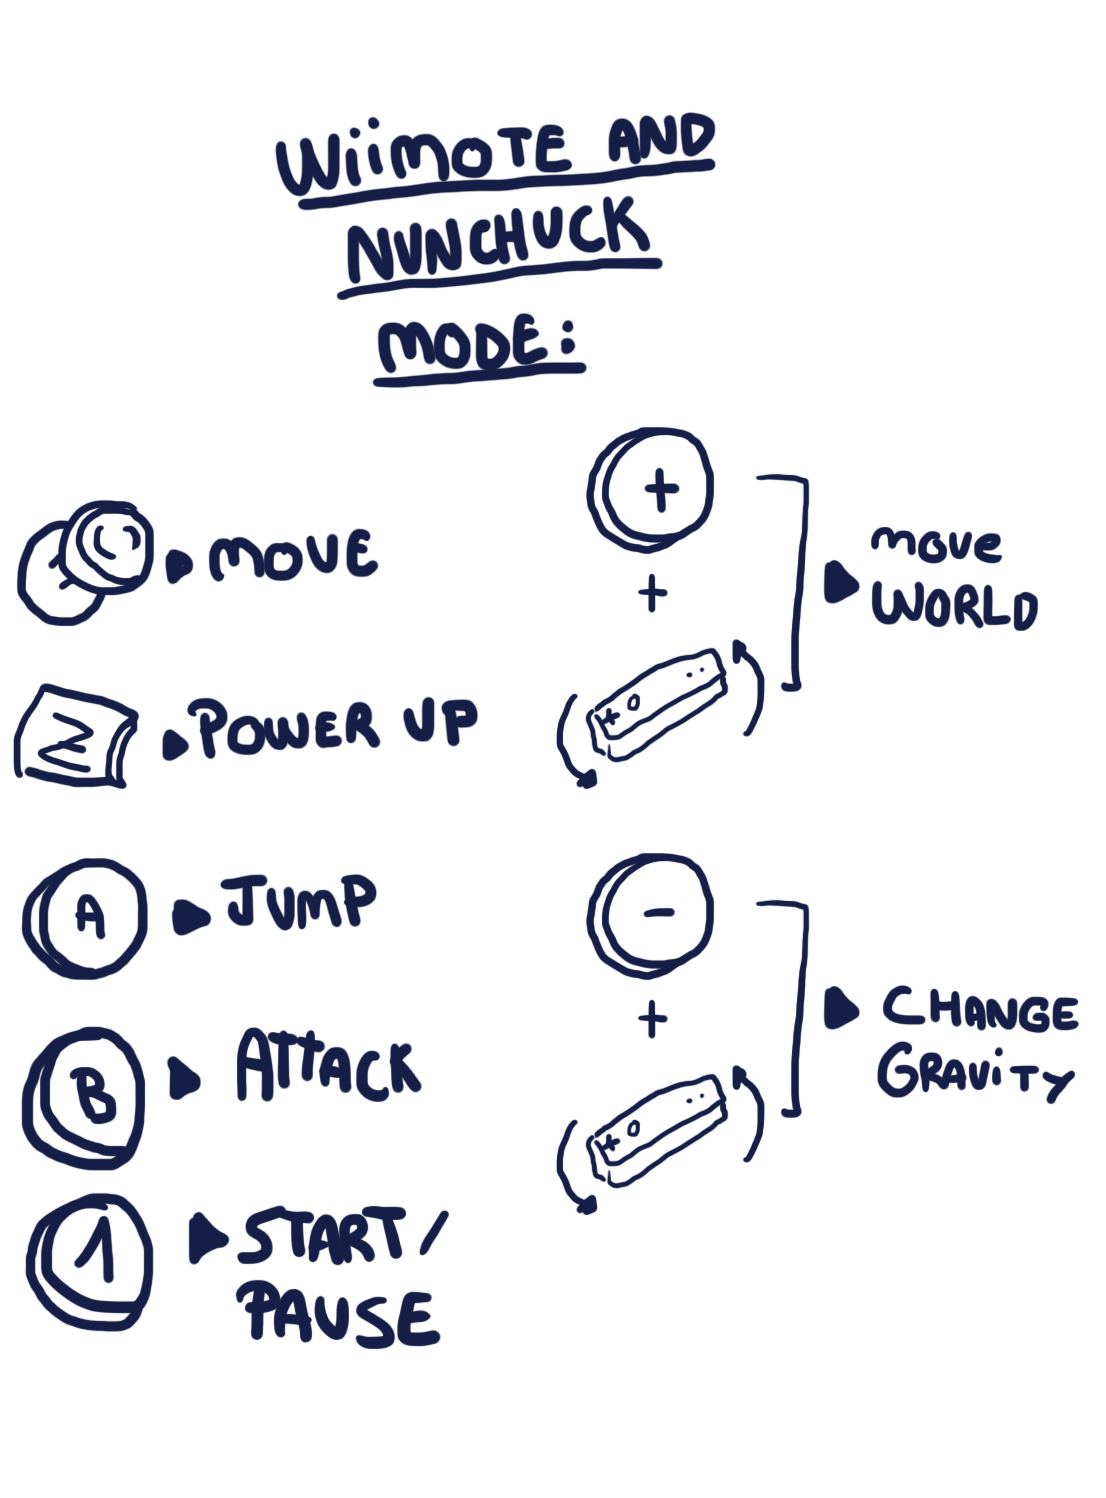 Wiimote AND
NUNCHUCK
MODE:
MOVE
Z
POWER UP
A
JUMP
B
ATTACK
1
START/
PAUSE
+
+
move
WORLD
-
+
CHANGE
GRAViTY